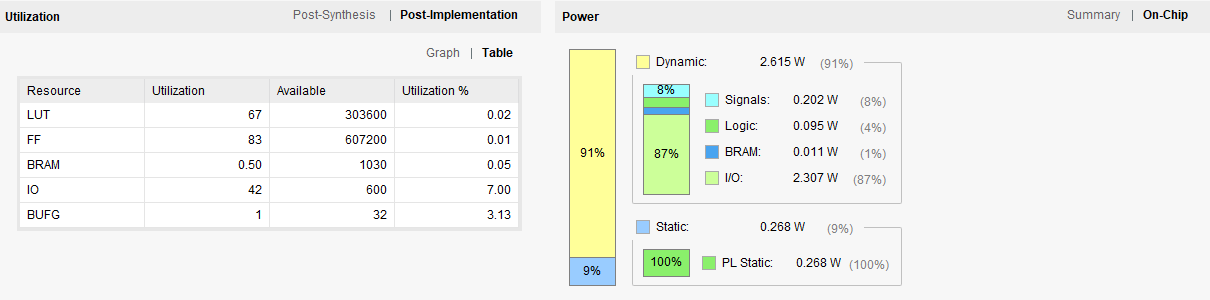 Utilization Post-Synthesis | Post-Implementation
Graph | Table
Resource Utilization Available Utilization %
LUT 67 303600 0.02
FF 83 607200 0.01
BRAM 0.50 1030 0.05
IO 42 600 7.00
BUFG 1 32 3.13
Power Summary | On-Chip
91%
9%
Dynamic: 2.615 W (91%)
8%
87%
Signals: 0.202 W (8%)
Logic: 0.095 W (4%)
BRAM: 0.011 W (1%)
I/O: 2.307 W (87%)
Static: 0.268 W (9%)
100%
PL Static: 0.268 W (100%)